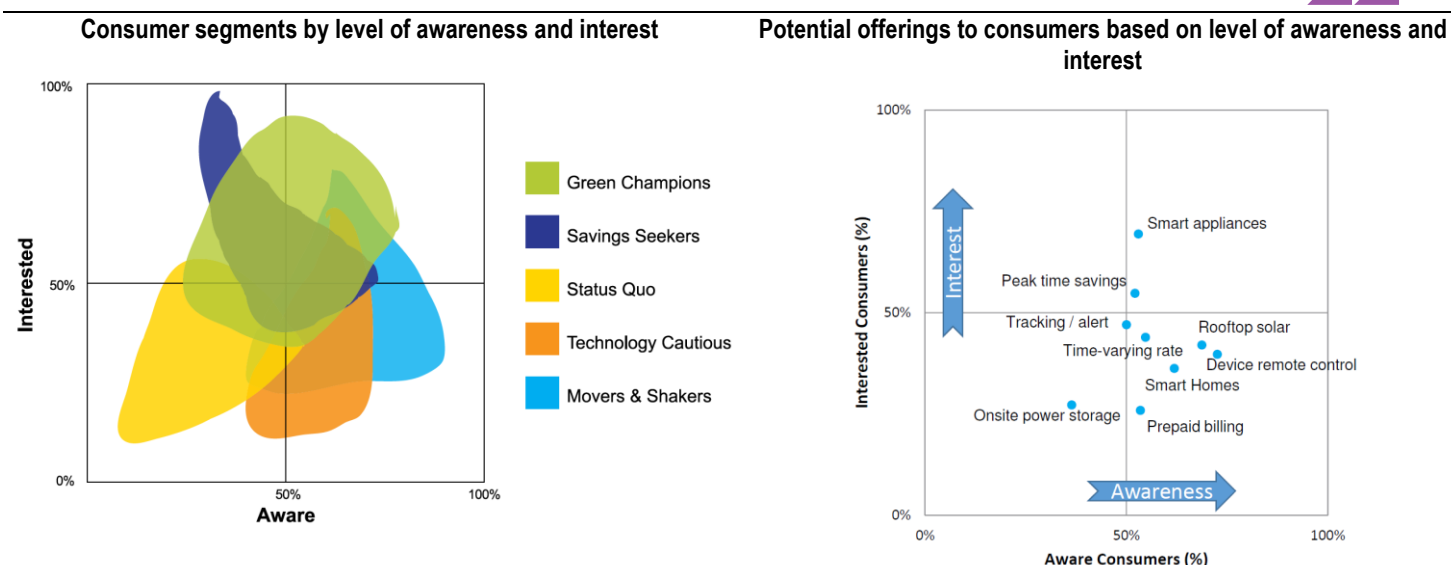 Consumer segments by level of awareness and interest
100%
50%
0%
Interested
50%
100%
Aware
Green Champions
Savings Seekers
Status Quo
Technology Cautious
Movers & Shakers
Potential offerings to consumers based on level of awareness and
interest
100%
50%
0%
Interested Consumers (%)
Interest
Smart appliances
Peak time savings
Tracking / alert
Rooftop solar
Time-varying rate
Device remote control
Smart Homes
Onsite power storage
Prepaid billing
Awareness
0%
50%
100%
Aware Consumers (%)